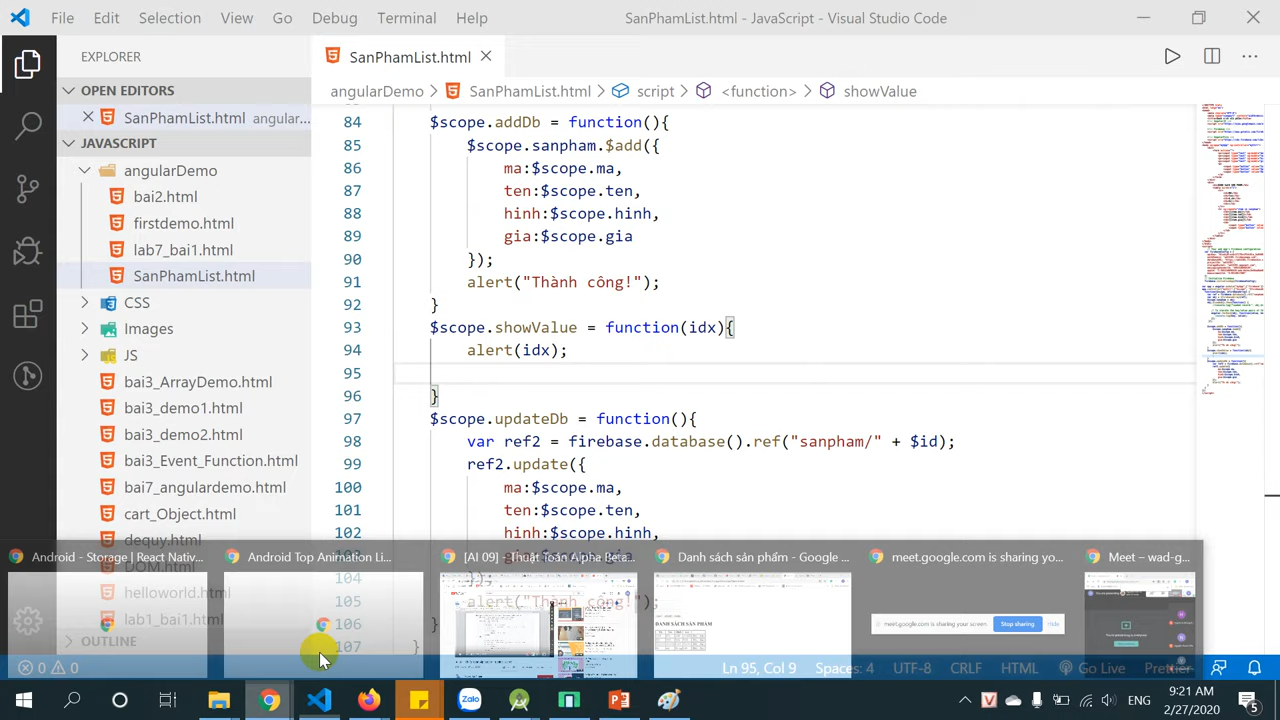 File Edit Selection View Go Debug Terminal Help
SanPhamList.html - JavaScript - Visual Studio Code
EXPLORER
SanPhamList.html
OPEN EDITORS
angularDemo
SanPhamList.html
script
<function>
showValue
SanPhamList.html angular...
angularDemo
bai2.html
firstdemo.html
lab7_bai1.html
SanPhamList.html
CSS
Images
JS
bai3_ArrayDemo.html
bai3_demo1.html
bai3_demo2.html
bai3_Event_Function.html
bai7_angulardemo.html
cart_Object.html
dequy.html
OUTLINE
84 $scope.addDb = function(){
85 $scope.sanpham.$add({
86 ma:$scope.ma,
87 ten:$scope.ten,
88 hinh:$scope.hinh,
89 gia:$scope.gia
90 });
91 alert("Thành công!");
92 }
93 $scope.showValue = function(idx){
94 alert(idx);
95
96 }
97 $scope.updateDb = function(){
98 var ref2 = firebase.database().ref("sanpham/" + $id);
99 ref2.update({
100 ma:$scope.ma,
101 ten:$scope.ten,
102 hinh:$scope.hinh,
104 });
105 alert("Thành công!");
106 }
107
Android - Storage | React Nativ...
Android Top Animation Li...
[AI 09] - Thuật Toán Alpha Beta...
Danh sách sản phẩm - Google ...
meet.google.com is sharing yo...
Meet – wad-g...
DANH SÁCH SẢN PHẨM
meet.google.com is sharing your screen.
Stop sharing
Hide
0 0
Ln 95, Col 9
Spaces: 4
UTF-8
CRLF
HTML
Go Live
Prettier
Zalo
ENG
:21 AM
2/27/2020
5